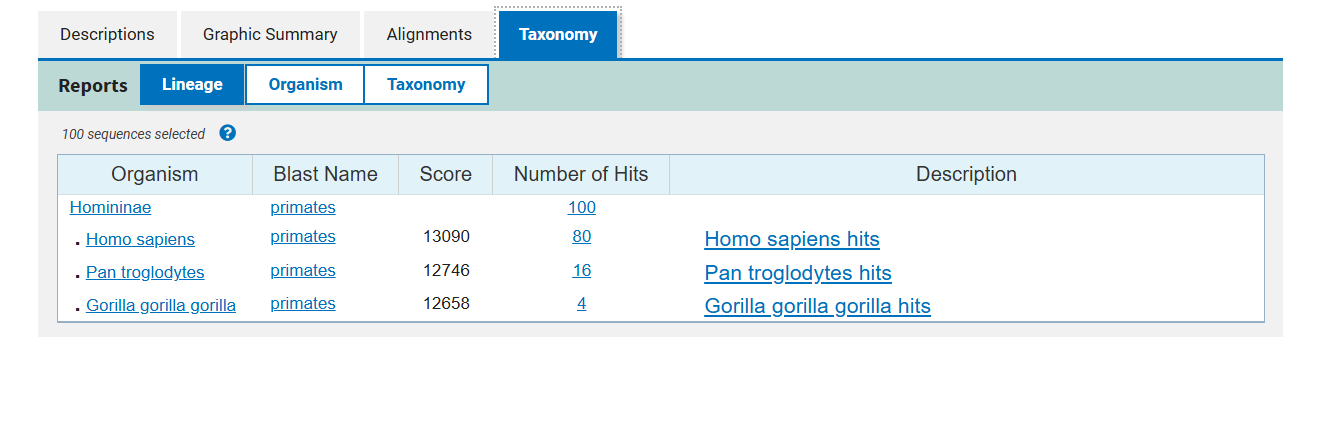 Descriptions Graphic Summary Alignments Taxonomy
Reports Lineage Organism Taxonomy
100 sequences selected ?
Organism Blast Name Score Number of Hits Description
Homininae primates 100
. Homo sapiens primates 13090 80 Homo sapiens hits
. Pan troglodytes primates 12746 16 Pan troglodytes hits
. Gorilla gorilla gorilla primates 12658 4 Gorilla gorilla gorilla hits